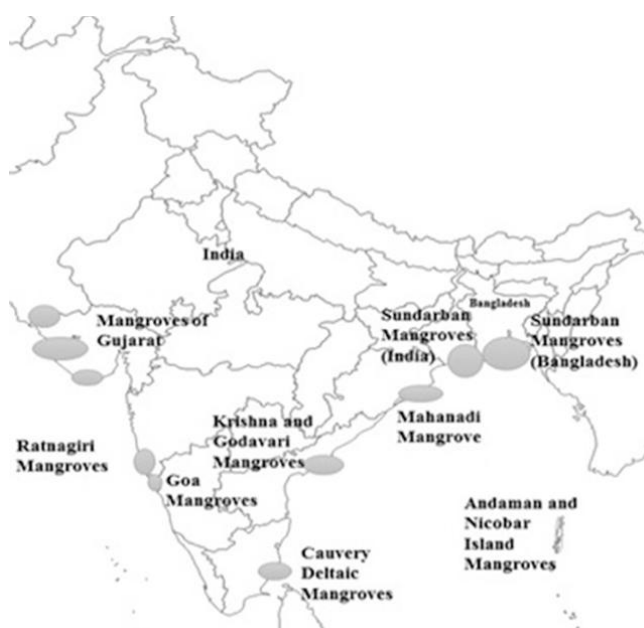 India
Bangladesh
Mangroves of
Gujarat
Sundarban
Mangroves
(India)
Sundarban
Mangroves
(Bangladesh)
Mahanadi
Mangrove
Krishna and
Godavari
Mangroves
Ratnagiri
Mangroves
Goa
Mangroves
Andaman and
Nicobar
Island
Mangroves
Cauvery
Deltaic
Mangroves